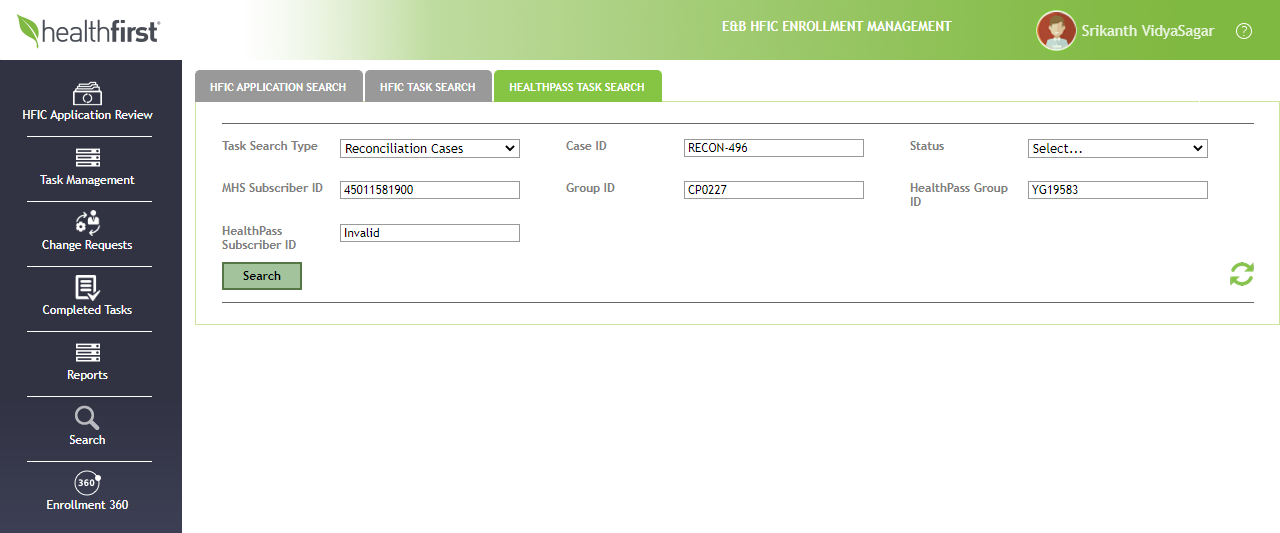 healthfirst
E&B HFIC ENROLLMENT MANAGEMENT
Srikanth VidyaSagar
?
HFIC Application Review
Task Management
Change Requests
Completed Tasks
Reports
Search
360
Enrollment 360
HFIC APPLICATION SEARCH
HFIC TASK SEARCH
HEALTHPASS TASK SEARCH
Task Search Type
Reconciliation Cases
Case ID
RECON-496
Status
Select...
MHS Subscriber ID
45011581900
Group ID
CP0227
HealthPass Group
ID
YG19583
HealthPass
Subscriber ID
Invalid
Search